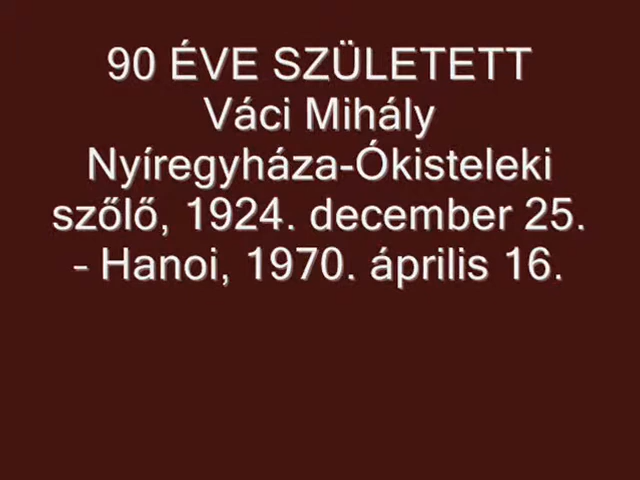 90 ÉVE SZÜLETETT
Váci Mihály
Nyíregyháza-Ókisteleki
szőlő, 1924. december 25.
- Hanoi, 1970. április 16.